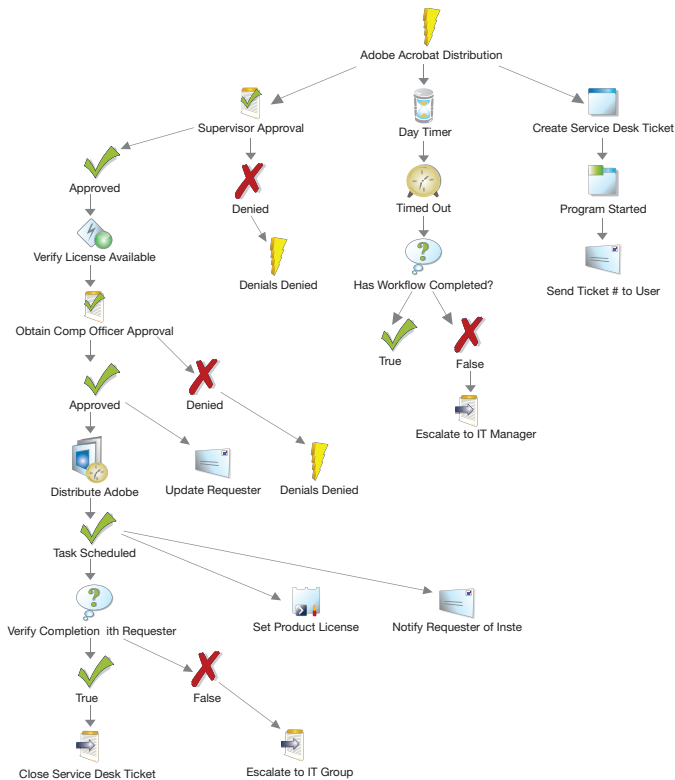 Adobe Acrobat Distribution
Supervisor Approval
Day Timer
Create Service Desk Ticket
Approved
Denied
Timed Out
Program Started
Verify License Available
Denials Denied
Has Workflow Completed?
Send Ticket # to User
Obtain Comp Officer Approval
True
False
Approved
Denied
Escalate to IT Manager
Distribute Adobe
Update Requester
Denials Denied
Task Scheduled
Verify Completion ith Requester
Set Product License
Notify Requester of Inste
True
False
Close Service Desk Ticket
Escalate to IT Group